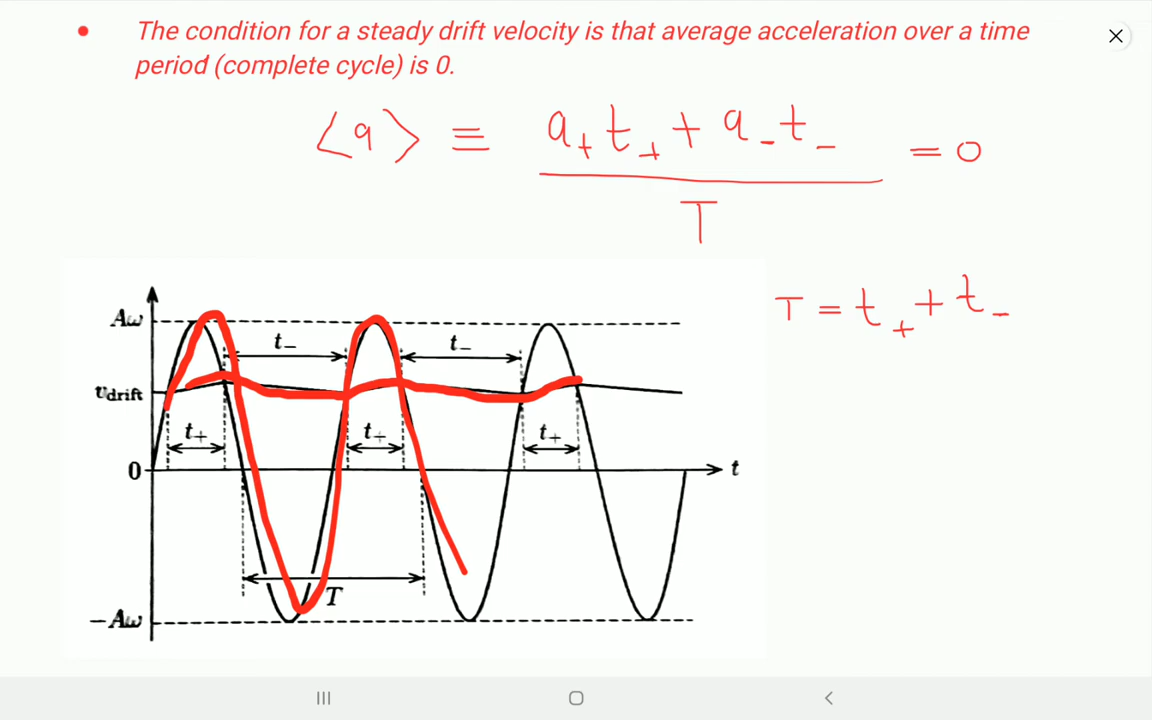 The condition for a steady drift velocity is that average acceleration over a time
period (complete cycle) is 0.
⟨a⟩ ≡ a₊t₊ + a₋t₋ / T = 0
T = t₊ + t₋
Aω
t₋ t₋
v_drift
t₊ t₊ t₊
0 t
T
−Aω